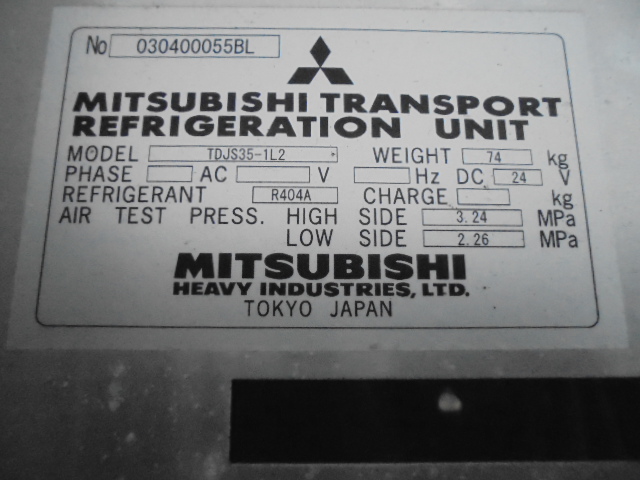 No 030400055BL
MITSUBISHI TRANSPORT
REFRIGERATION UNIT
MODEL TDJS35-1L2 WEIGHT 74 kg
PHASE AC V Hz DC 24 V
REFRIGERANT R404A CHARGE kg
AIR TEST PRESS. HIGH SIDE 3.24 MPa
LOW SIDE 2.26 MPa
MITSUBISHI
HEAVY INDUSTRIES, LTD.
TOKYO JAPAN